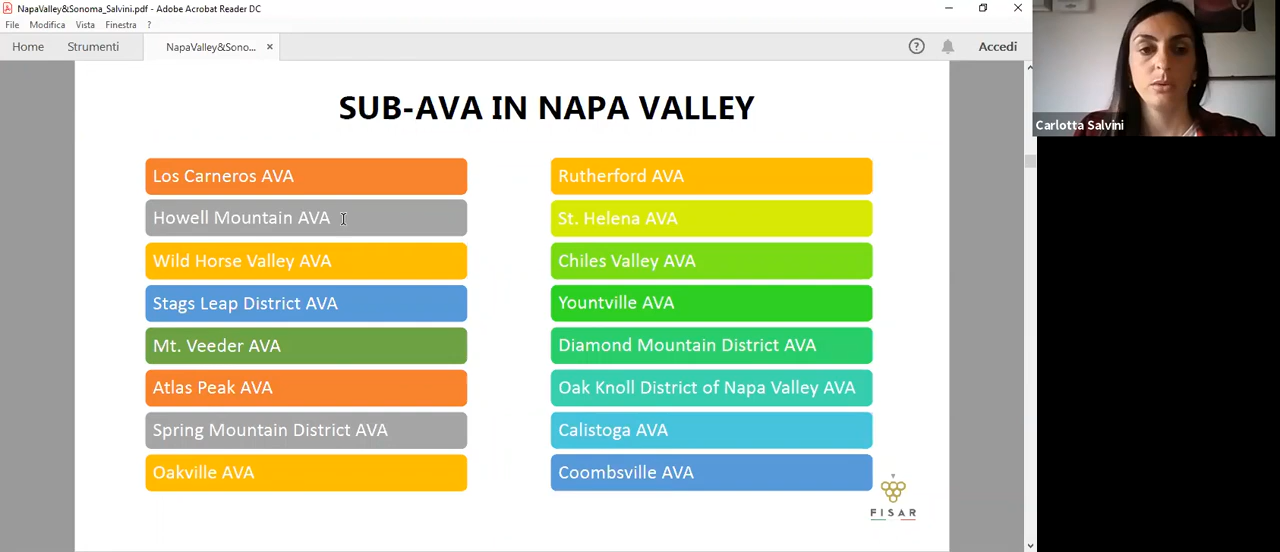 NapaValley&Sonoma_Salvini.pdf - Adobe Acrobat Reader DC
File Modifica Vista Finestra ?
Home Strumenti NapaValley&Sono... × ? Accedi
SUB-AVA IN NAPA VALLEY
Los Carneros AVA
Howell Mountain AVA
Wild Horse Valley AVA
Stags Leap District AVA
Mt. Veeder AVA
Atlas Peak AVA
Spring Mountain District AVA
Oakville AVA
Rutherford AVA
St. Helena AVA
Chiles Valley AVA
Yountville AVA
Diamond Mountain District AVA
Oak Knoll District of Napa Valley AVA
Calistoga AVA
Coombsville AVA
FISAR
Carlotta Salvini